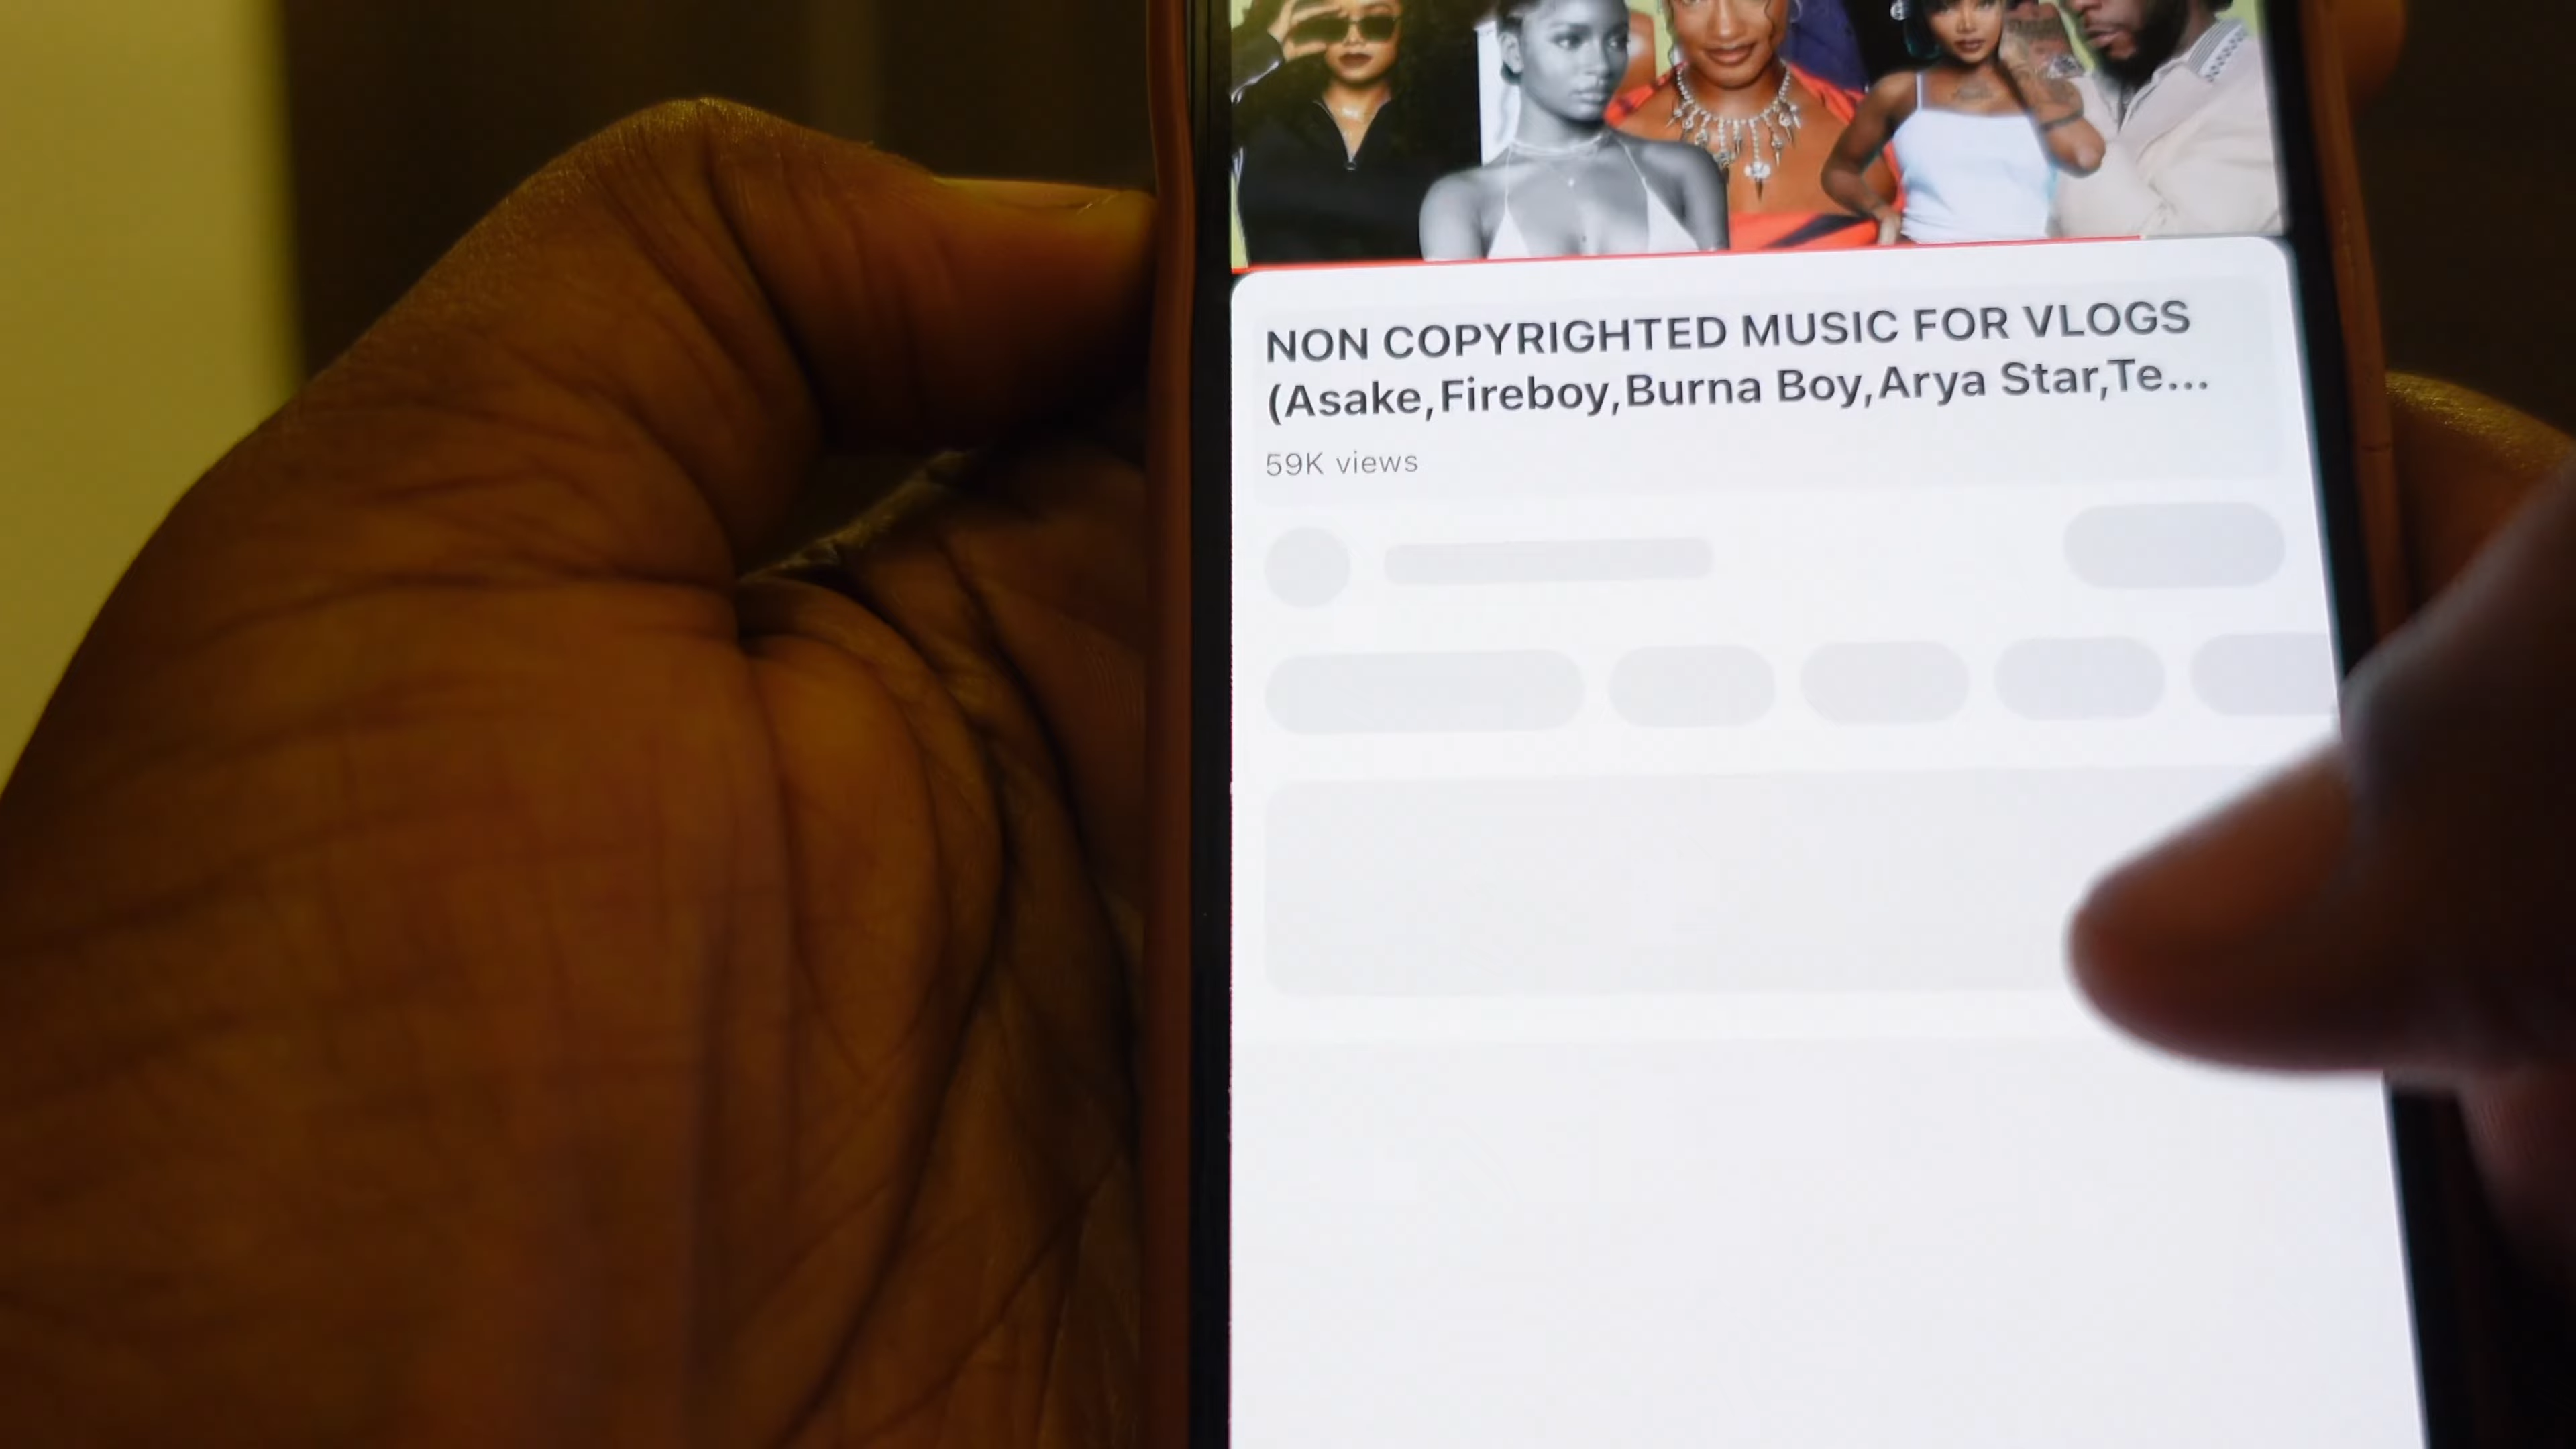 NON COPYRIGHTED MUSIC FOR VLOGS
(Asake,Fireboy,Burna Boy,Arya Star,Te...
59K views